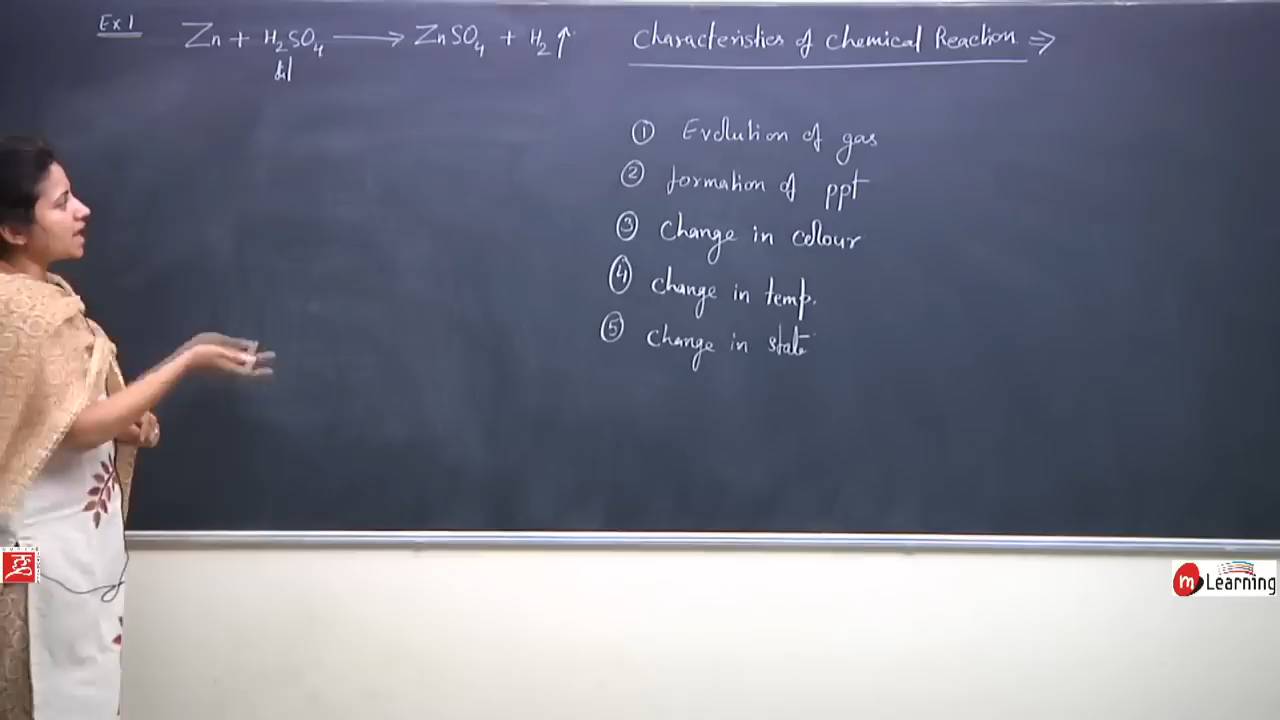 Ex 1 Zn + H₂SO₄ ⟶ ZnSO₄ + H₂↑
dil
Characteristics of Chemical Reaction ⇒
① Evolution of gas
② formation of ppt
③ Change in colour
④ Change in temp.
⑤ Change in state
m Learning